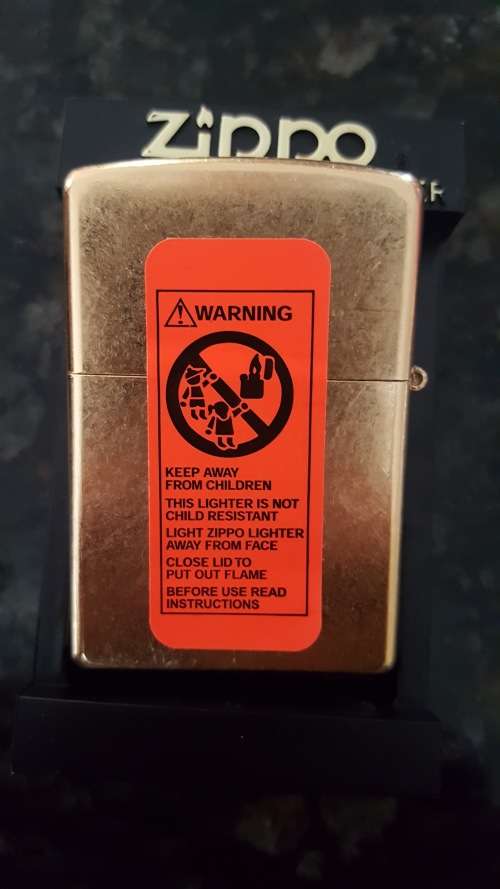 Zippo
WARNING
KEEP AWAY
FROM CHILDREN
THIS LIGHTER IS NOT
CHILD RESISTANT
LIGHT ZIPPO LIGHTER
AWAY FROM FACE
CLOSE LID TO
PUT OUT FLAME
BEFORE USE READ
INSTRUCTIONS